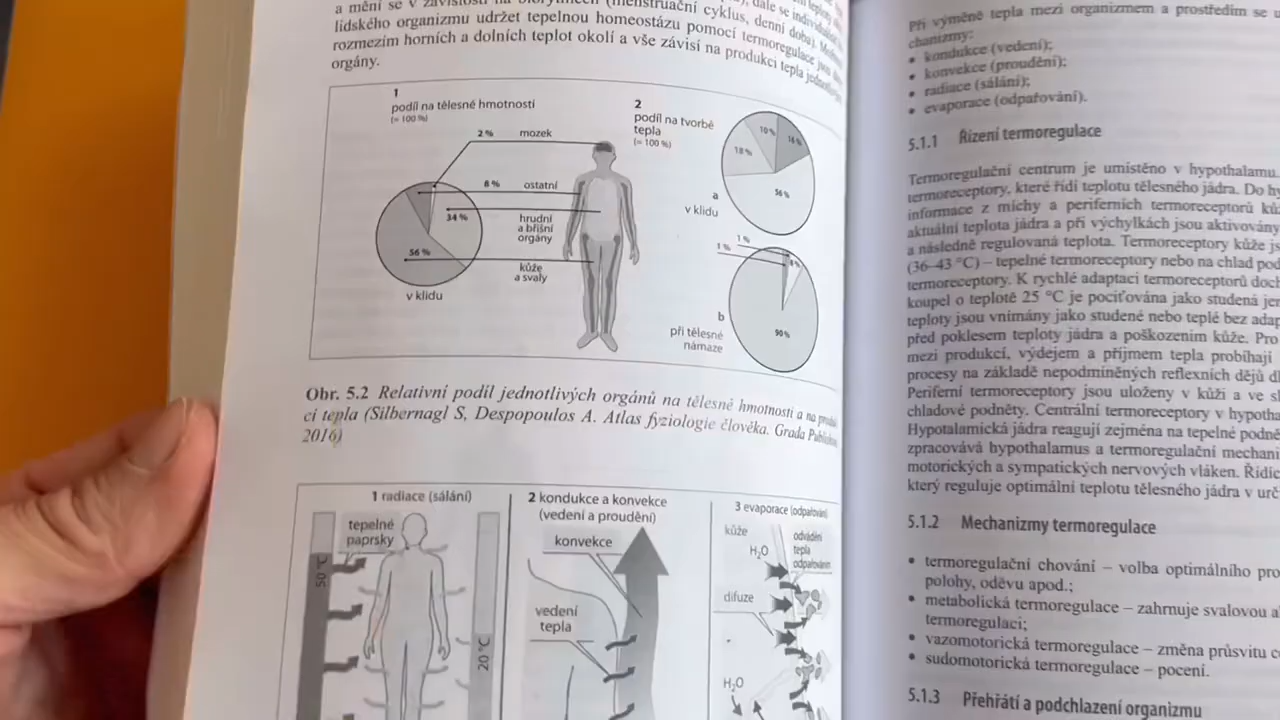 a mění se v závislosti na biorytmech (menstruační cyklus, denní doba).
lidského organizmu udržet tepelnou homeostázu pomocí termoregulace jsou
rozmezím horních a dolních teplot okolí a vše závisí na produkci tepla
orgány.
1
podíl na tělesné hmotnosti
(= 100 %)
2 % mozek
8 % ostatní
34 %
hrudní
a břišní
orgány
56 %
kůže
a svaly
v klidu
2
podíl na tvorbě
tepla
(= 100 %)
10 %
16 %
18 %
56 %
a
v klidu
1 %
1 %
8 %
90 %
b
při tělesné
námaze
Obr. 5.2 Relativní podíl jednotlivých orgánů na tělesné hmotnosti a na
ci tepla (Silbernagl S, Despopoulos A. Atlas fyziologie člověka. Grada
2016)
1 radiace (sálání)
tepelné
paprsky
50 °C
20 °C
2 kondukce a konvekce
(vedení a proudění)
konvekce
vedení
tepla
3 evaporace (odpařování)
kůže
H₂O
odvádění
tepla
odpařováním
difuze
H₂O
Při výměně tepla mezi organizmem a prostředím se
chanizmy:
• kondukce (vedení);
• konvekce (proudění);
• radiace (sálání);
• evaporace (odpařování).
5.1.1 Řízení termoregulace
Termoregulační centrum je umístěno v hypothalamu.
termoreceptory, které řídí teplotu tělesného jádra. Do
informace z míchy a periferních termoreceptorů
aktuální teplota jádra a při výchylkách jsou aktivovány
a následně regulovaná teplota. Termoreceptory kůže
(36–43 °C) – tepelné termoreceptory nebo na chlad
termoreceptory. K rychlé adaptaci termoreceptorů
koupel o teplotě 25 °C je pociťována jako studená
teploty jsou vnímány jako studené nebo teplé bez
před poklesem teploty jádra a poškozením kůže. Pro
mezi produkcí, výdejem a příjmem tepla probíhají
procesy na základě nepodmíněných reflexních dějů
Periferní termoreceptory jsou uloženy v kůži a ve
chladové podněty. Centrální termoreceptory v
Hypotalamická jádra reagují zejména na tepelné
zpracovává hypothalamus a termoregulační
motorických a sympatických nervových vláken.
který reguluje optimální teplotu tělesného jádra v
5.1.2 Mechanizmy termoregulace
• termoregulační chování – volba optimálního
polohy, oděvu apod.;
• metabolická termoregulace – zahrnuje svalovou
termoregulaci;
• vazomotorická termoregulace – změna průsvitu
• sudomotorická termoregulace – pocení.
5.1.3 Přehřátí a podchlazení organizmu